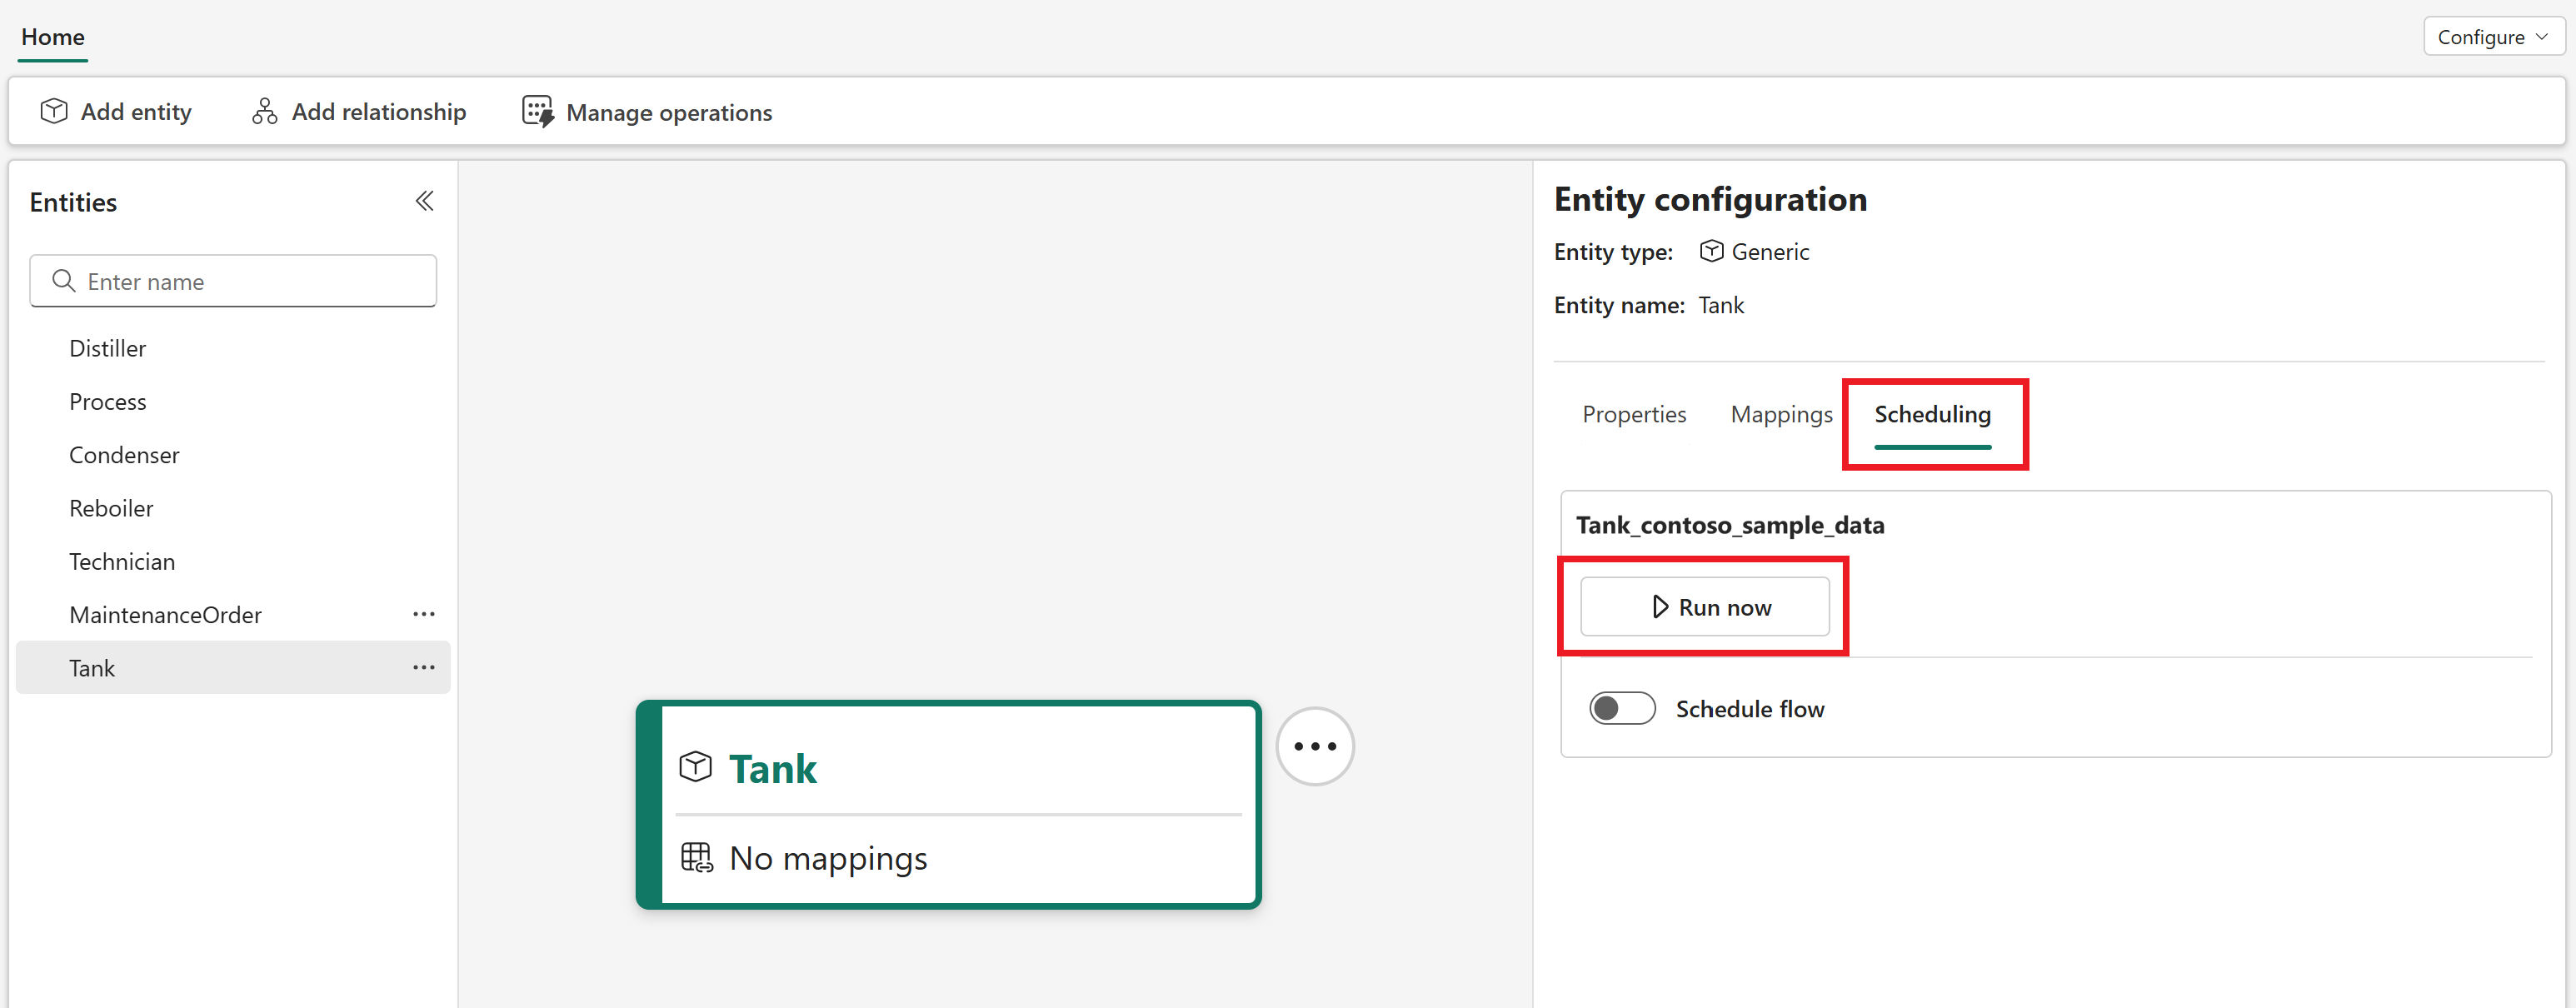 Home
Configure
Add entity
Add relationship
Manage operations
Entities
Enter name
Distiller
Process
Condenser
Reboiler
Technician
MaintenanceOrder
Tank
Tank
No mappings
Entity configuration
Entity type: Generic
Entity name: Tank
Properties Mappings Scheduling
Tank_contoso_sample_data
Run now
Schedule flow